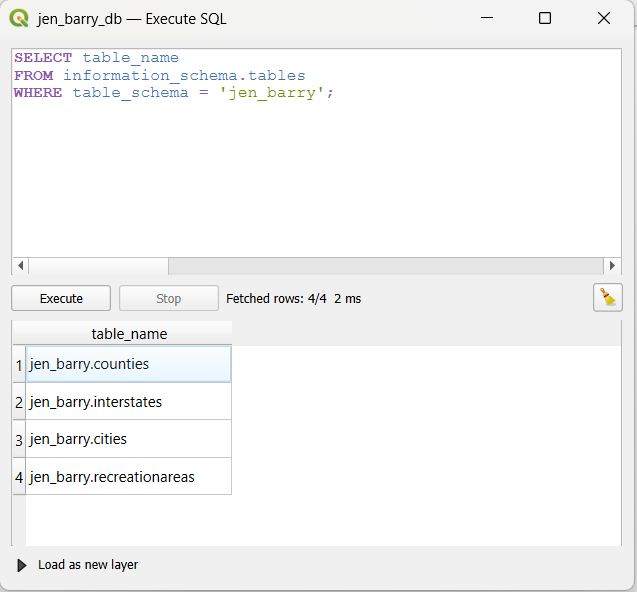 jen_barry_db — Execute SQL
SELECT table_name
FROM information_schema.tables
WHERE table_schema = 'jen_barry';
Execute
Stop
Fetched rows: 4/4 2 ms
table_name
1 jen_barry.counties
2 jen_barry.interstates
3 jen_barry.cities
4 jen_barry.recreationareas
Load as new layer